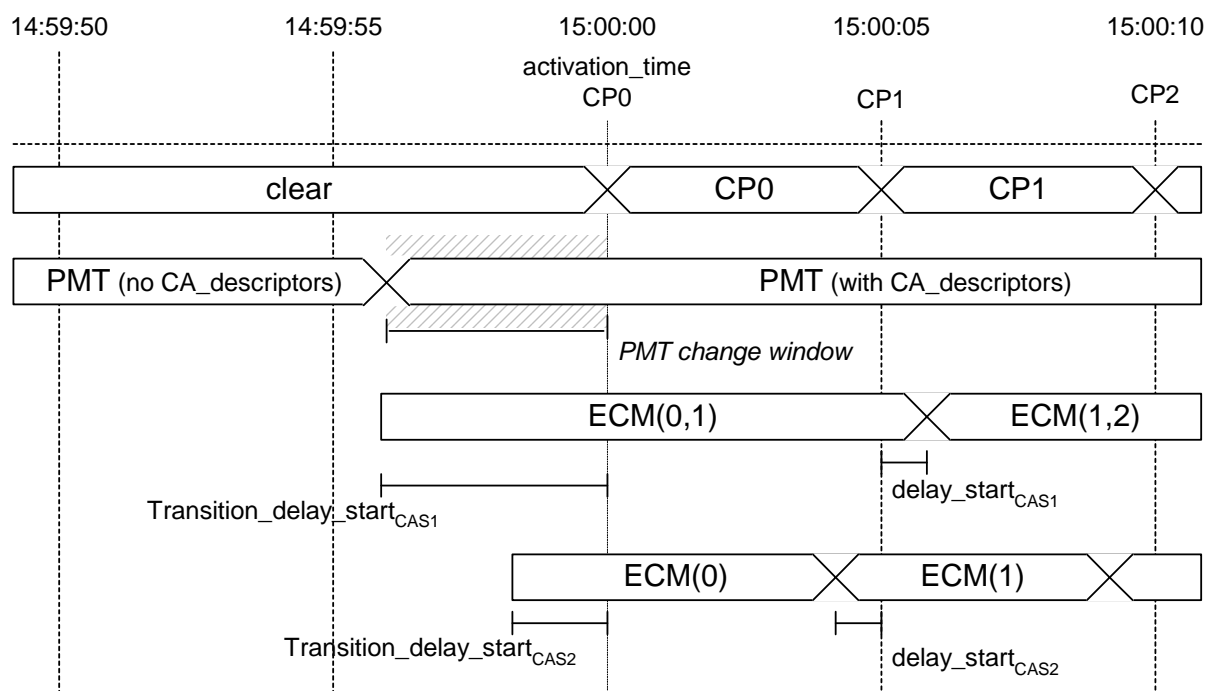 14:59:50 14:59:55 15:00:00 15:00:05 15:00:10
activation_time
CP0 CP1 CP2
clear CP0 CP1
PMT (no CA_descriptors) PMT (with CA_descriptors)
PMT change window
ECM(0,1) ECM(1,2)
Transition_delay_startCAS1 delay_startCAS1
ECM(0) ECM(1)
Transition_delay_startCAS2 delay_startCAS2